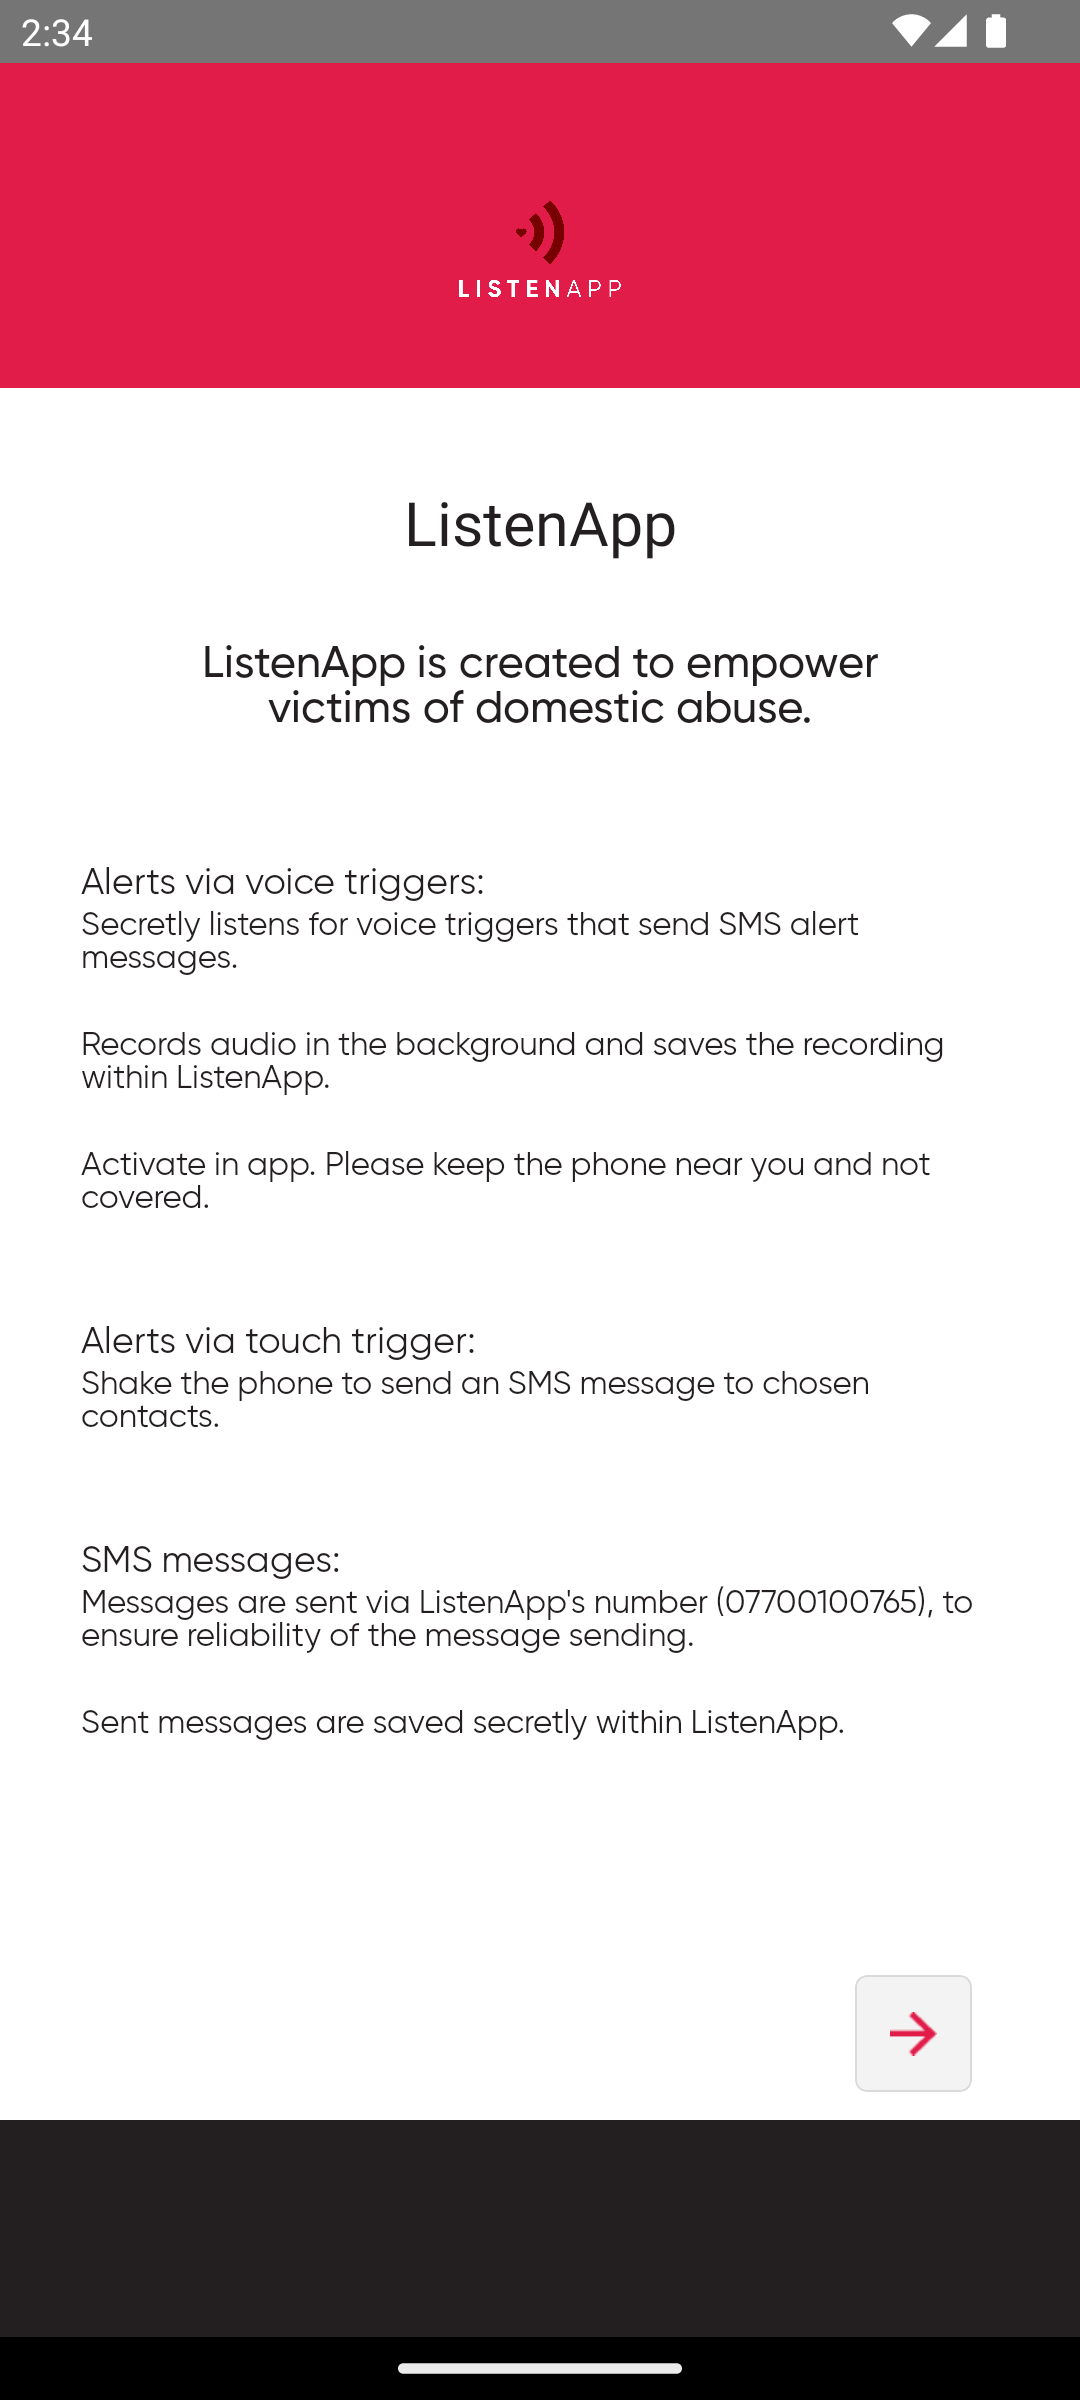 2:34
LISTENAPP
ListenApp
ListenApp is created to empower
victims of domestic abuse.
Alerts via voice triggers:
Secretly listens for voice triggers that send SMS alert
messages.
Records audio in the background and saves the recording
within ListenApp.
Activate in app. Please keep the phone near you and not
covered.
Alerts via touch trigger:
Shake the phone to send an SMS message to chosen
contacts.
SMS messages:
Messages are sent via ListenApp's number (07700100765), to
ensure reliability of the message sending.
Sent messages are saved secretly within ListenApp.